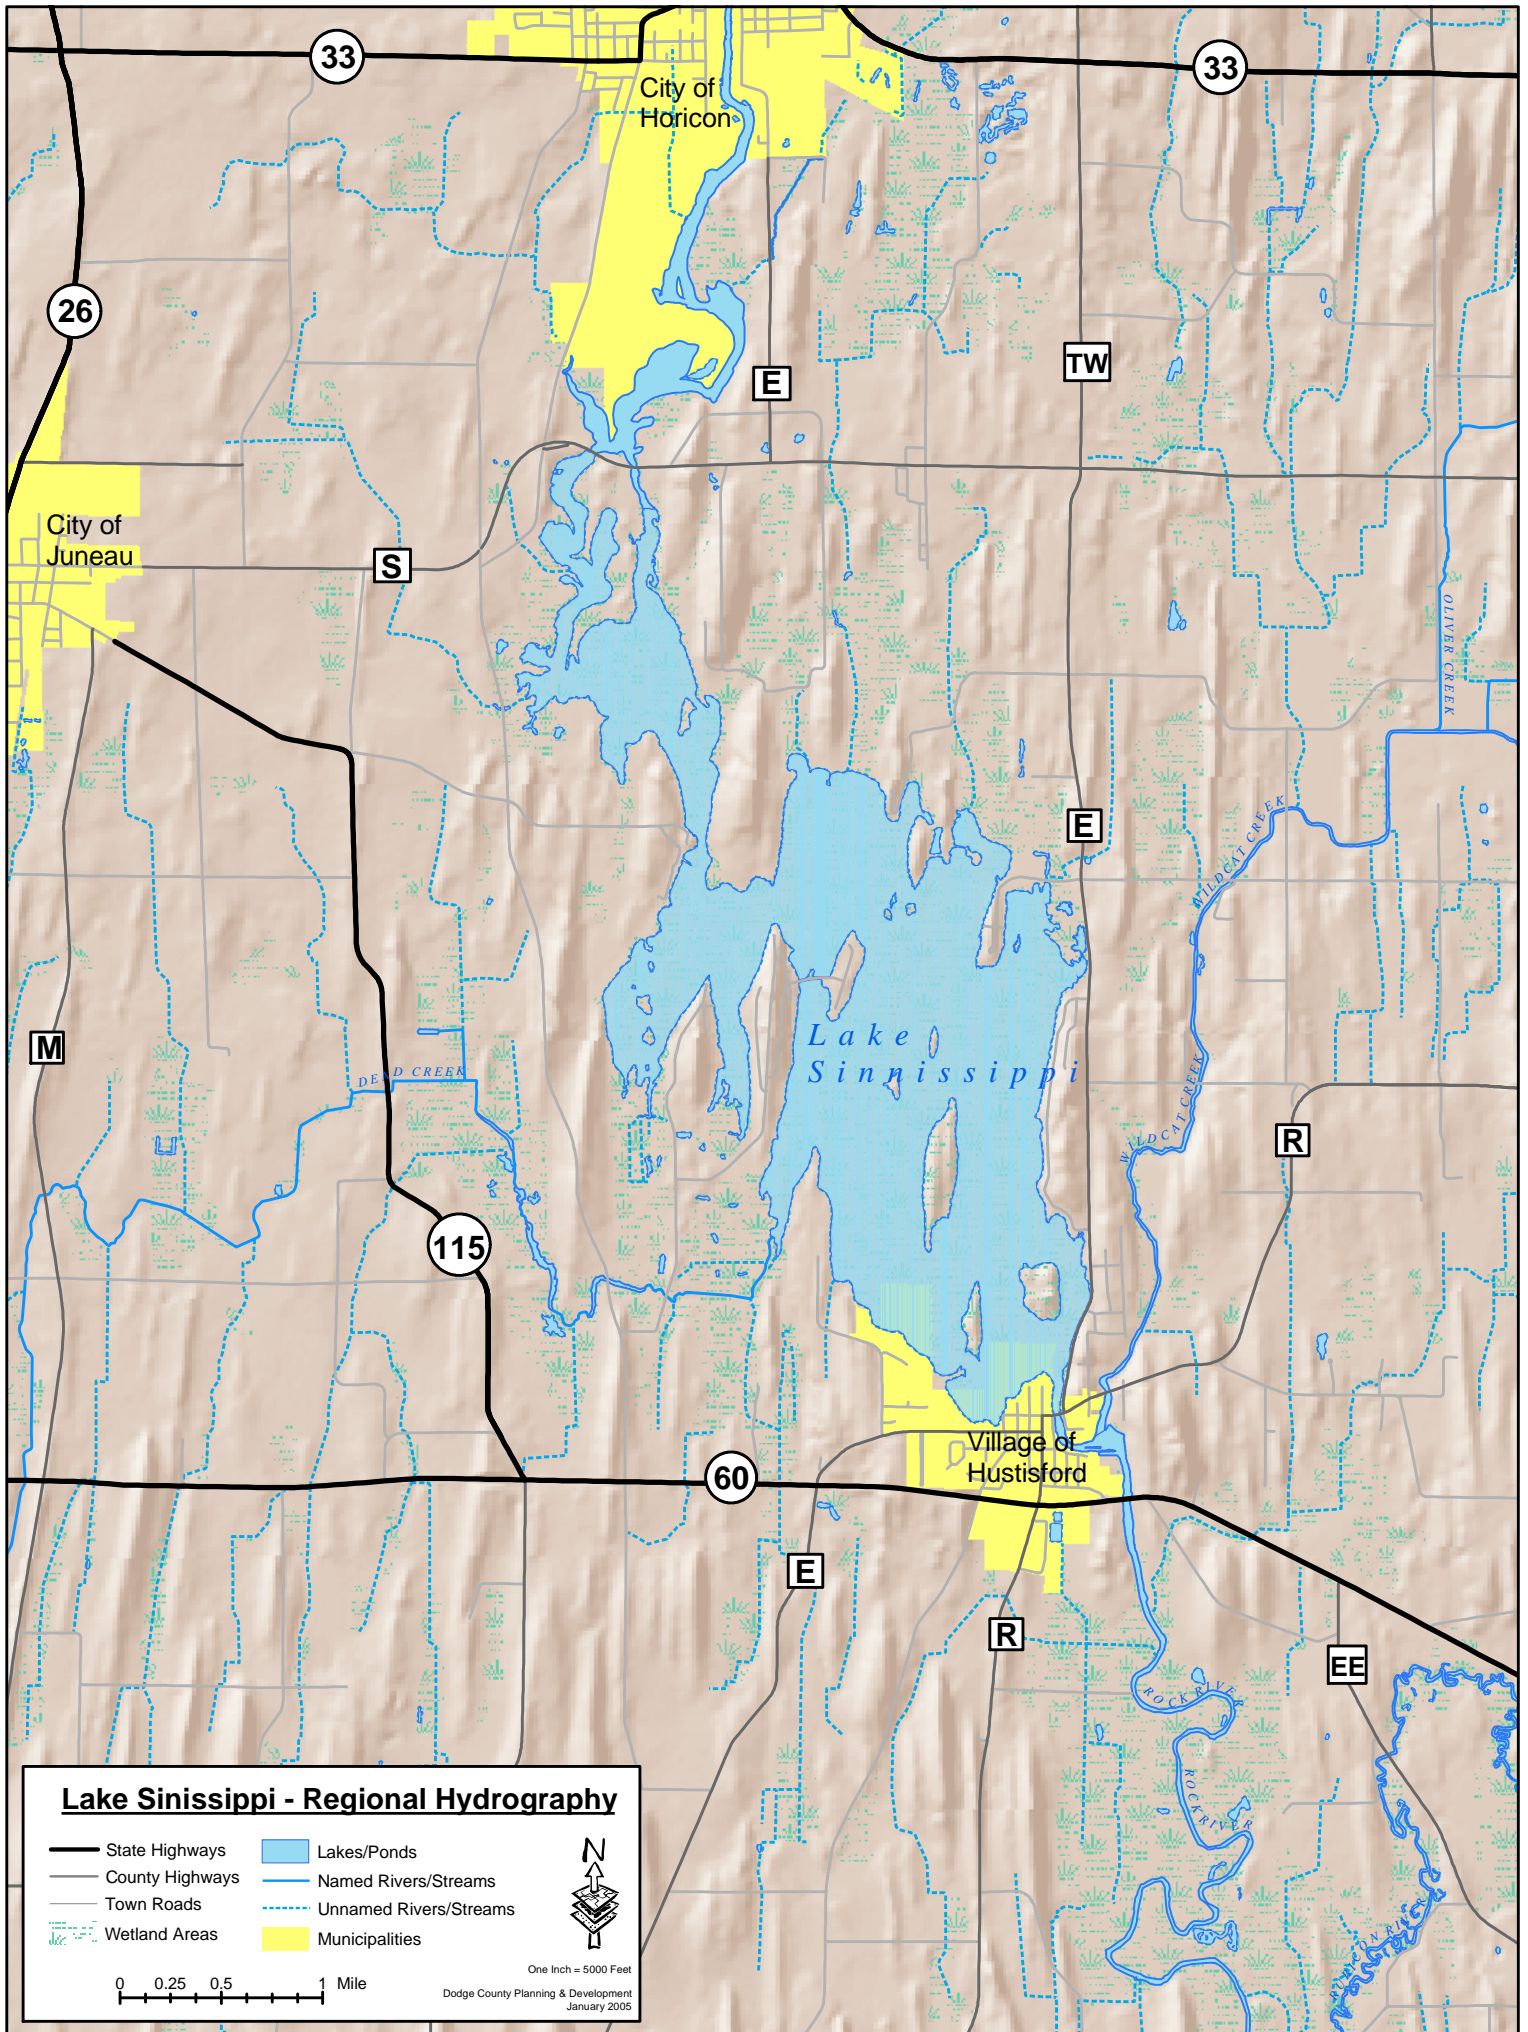 33
33
City of
Horicon
26
E
TW
City of
Juneau
S
OLIVER CREEK
E
WILDCAT CREEK
Lake
Sinnissippi
M
DEAD CREEK
WILDCAT CREEK
R
115
Village of
Hustisford
60
E
R
EE
ROCK RIVER
ROCK RIVER
RUBICON RIVER
Lake Sinissippi - Regional Hydrography
State Highways
County Highways
Town Roads
Wetland Areas
Lakes/Ponds
Named Rivers/Streams
Unnamed Rivers/Streams
Municipalities
N
0 0.25 0.5 1 Mile
One Inch = 5000 Feet
Dodge County Planning & Development
January 2005